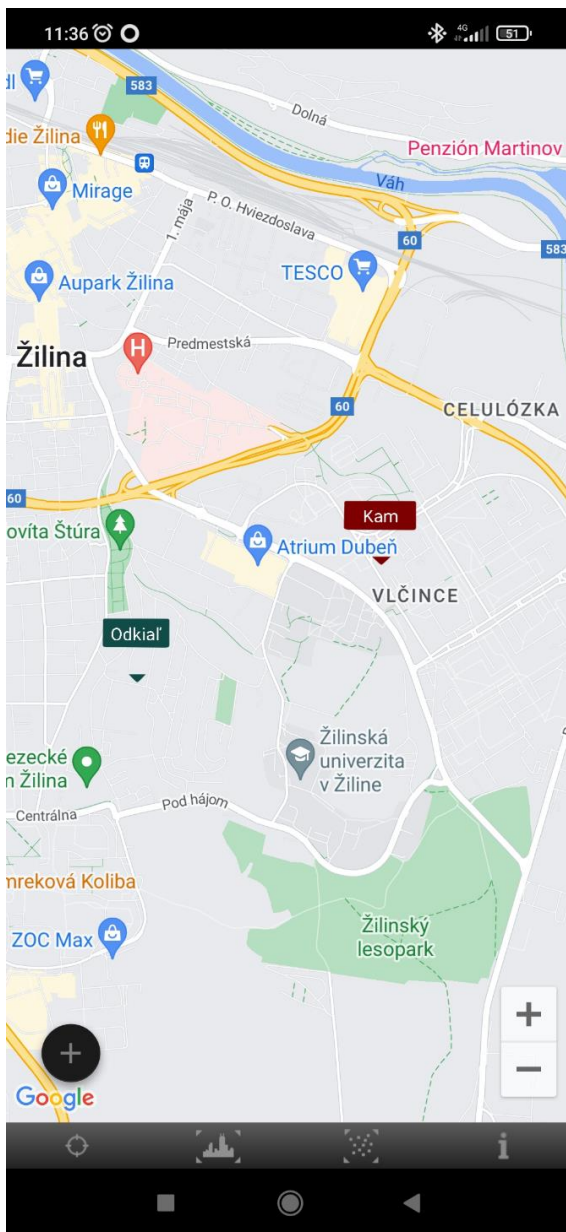 11:36
4G
51
583
Dolná
die Žilina
Penzión Martinov
Váh
Mirage
1. mája
P. O. Hviezdoslava
60
583
TESCO
Aupark Žilina
Žilina
H
Predmestská
60
CELULÓZKA
60
Kam
ovíta Štúra
Atrium Dubeň
VLČINCE
Odkiaľ
Žilinská
univerzita
v Žiline
ezecké
n Žilina
Centrálna
Pod hájom
mreková Koliba
ZOC Max
Žilinský
lesopark
+
−
+
Google
i